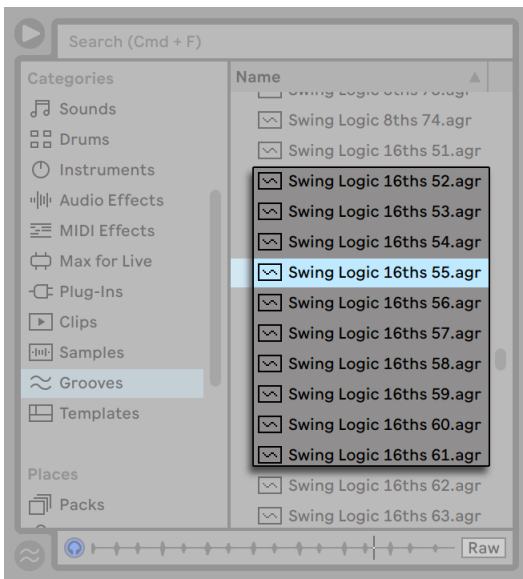 Search (Cmd + F)
Categories
Sounds
Drums
Instruments
Audio Effects
MIDI Effects
Max for Live
Plug-Ins
Clips
Samples
Grooves
Templates
Places
Packs
Name
Swing Logic 8ths 74.agr
Swing Logic 16ths 51.agr
Swing Logic 16ths 52.agr
Swing Logic 16ths 53.agr
Swing Logic 16ths 54.agr
Swing Logic 16ths 55.agr
Swing Logic 16ths 56.agr
Swing Logic 16ths 57.agr
Swing Logic 16ths 58.agr
Swing Logic 16ths 59.agr
Swing Logic 16ths 60.agr
Swing Logic 16ths 61.agr
Swing Logic 16ths 62.agr
Swing Logic 16ths 63.agr
Raw